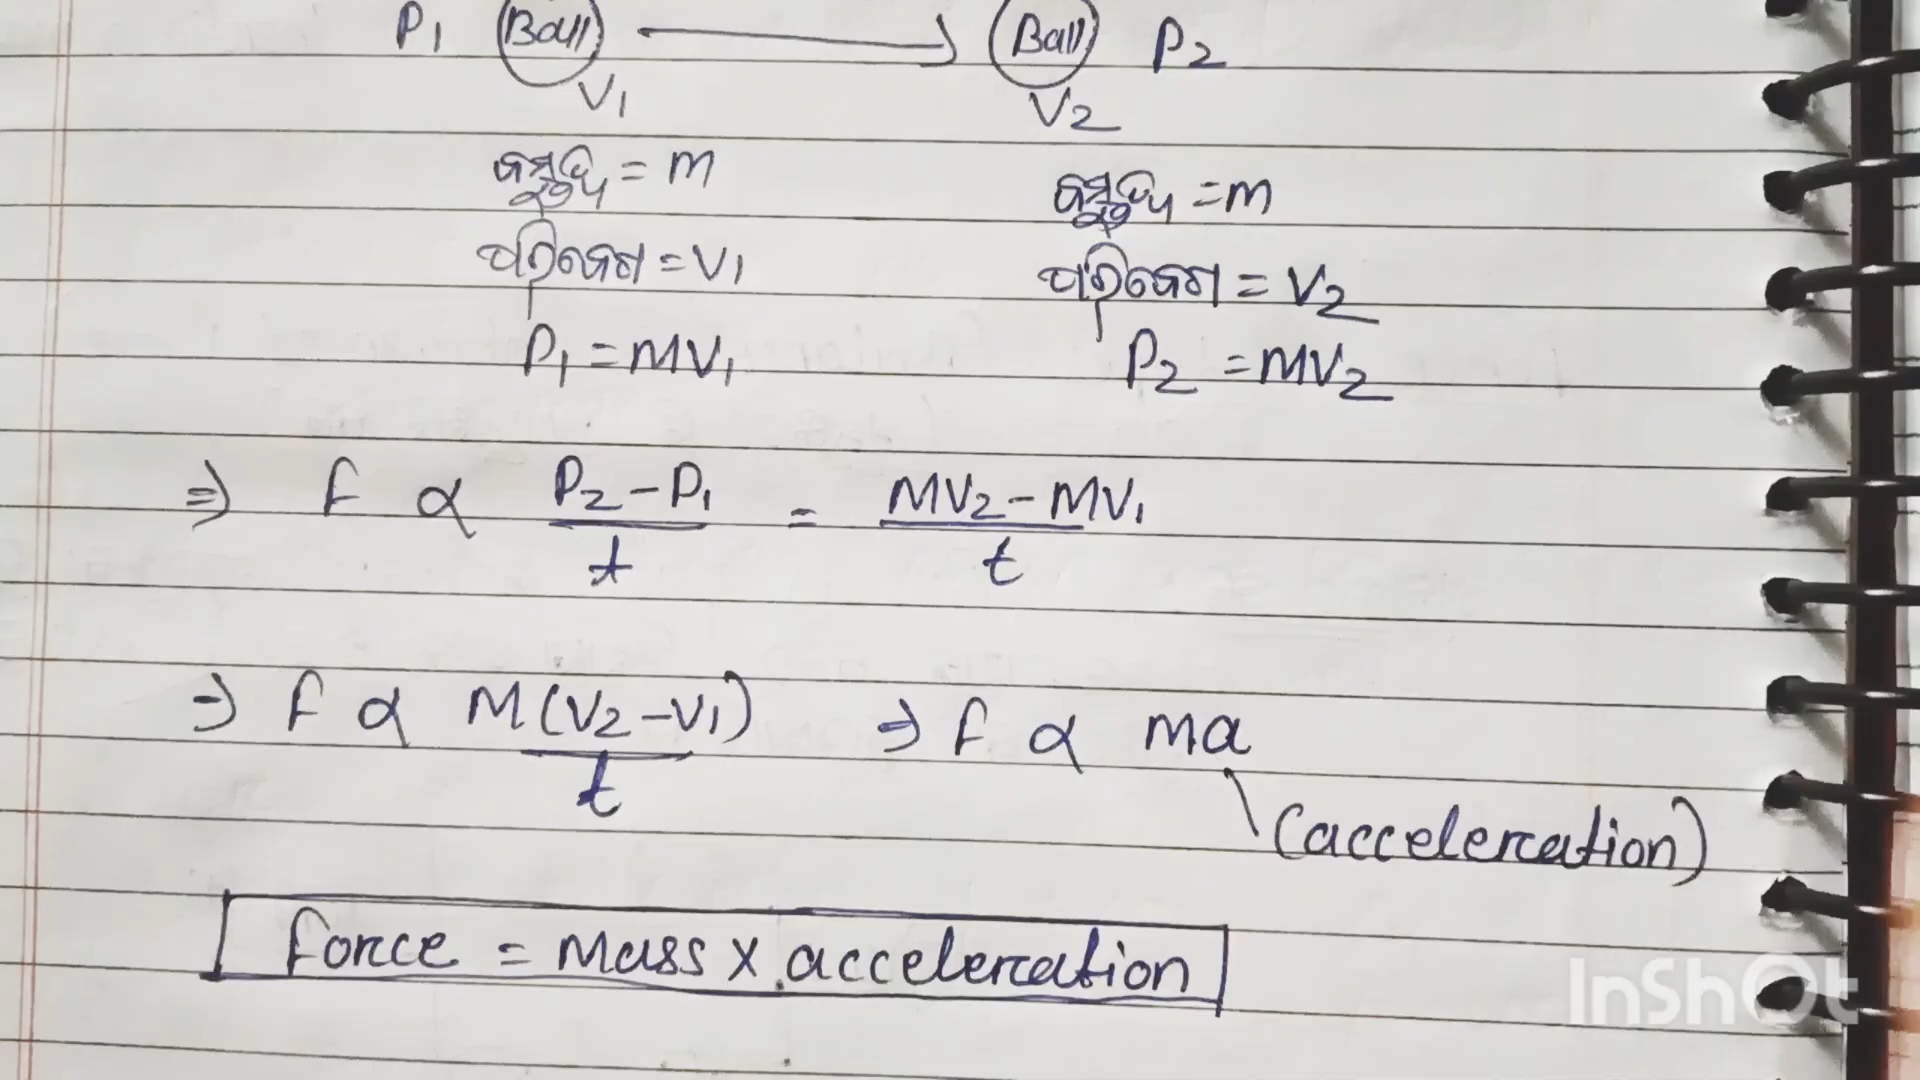 P1 Ball → Ball P2
V1 V2
ବସ୍ତୁତ୍ୱ = m ବସ୍ତୁତ୍ୱ = m
ପରିବେଗ = V1 ପରିବେଗ = V2
P1 = MV1 P2 = MV2
⇒ F ∝ P2 - P1 / t = MV2 - MV1 / t
⇒ F ∝ M(V2 - V1) / t ⇒ F ∝ ma
(acceleration)
Force = Mass X acceleration
InShOt